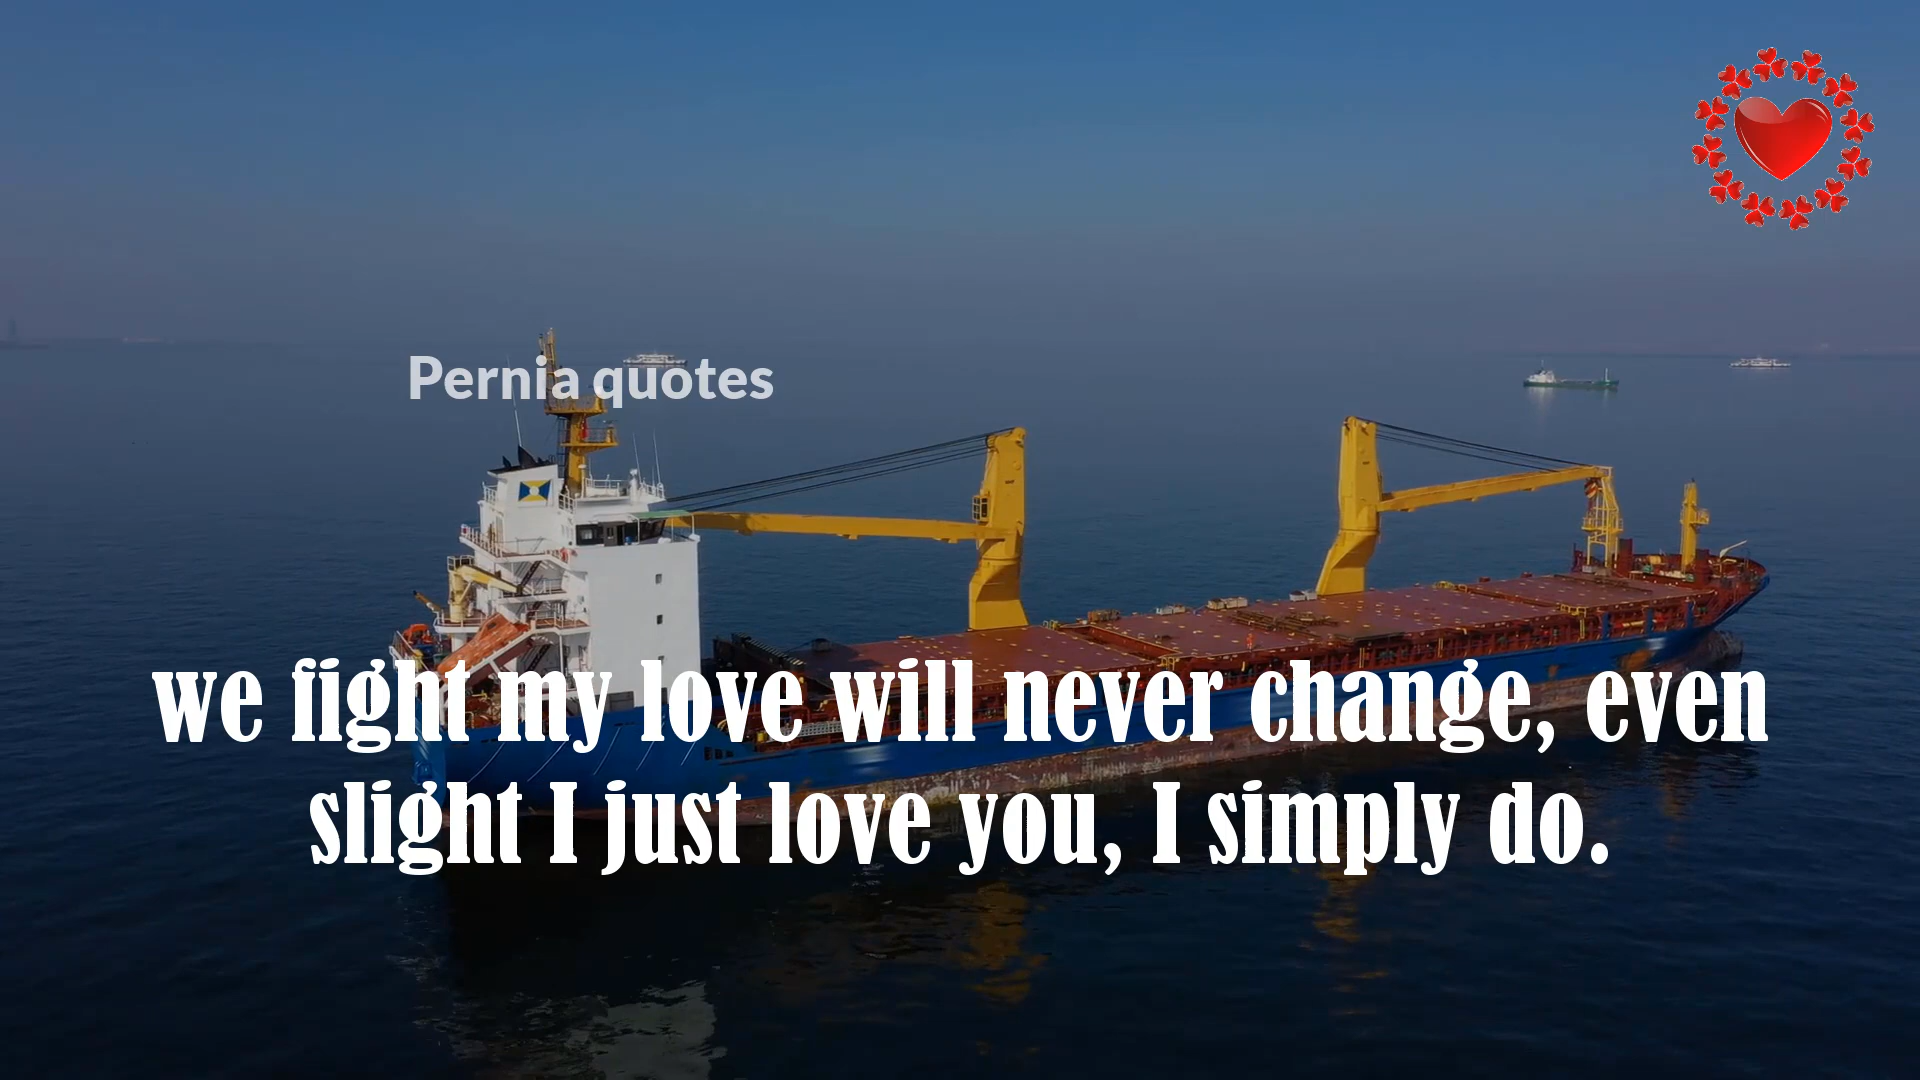 Pernia quotes
we fight my love will never change, even
slight I just love you, I simply do.